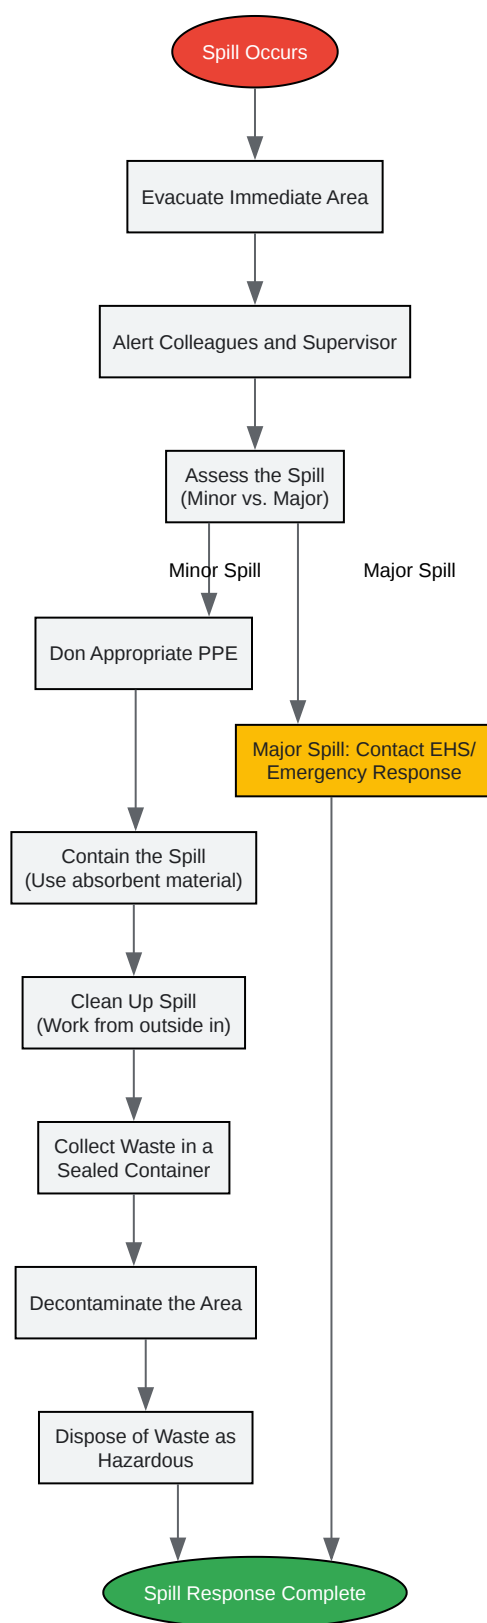 Spill Occurs
Evacuate Immediate Area
Alert Colleagues and Supervisor
Assess the Spill
(Minor vs. Major)
Minor Spill
Major Spill
Don Appropriate PPE
Major Spill: Contact EHS/
Emergency Response
Contain the Spill
(Use absorbent material)
Clean Up Spill
(Work from outside in)
Collect Waste in a
Sealed Container
Decontaminate the Area
Dispose of Waste as
Hazardous
Spill Response Complete